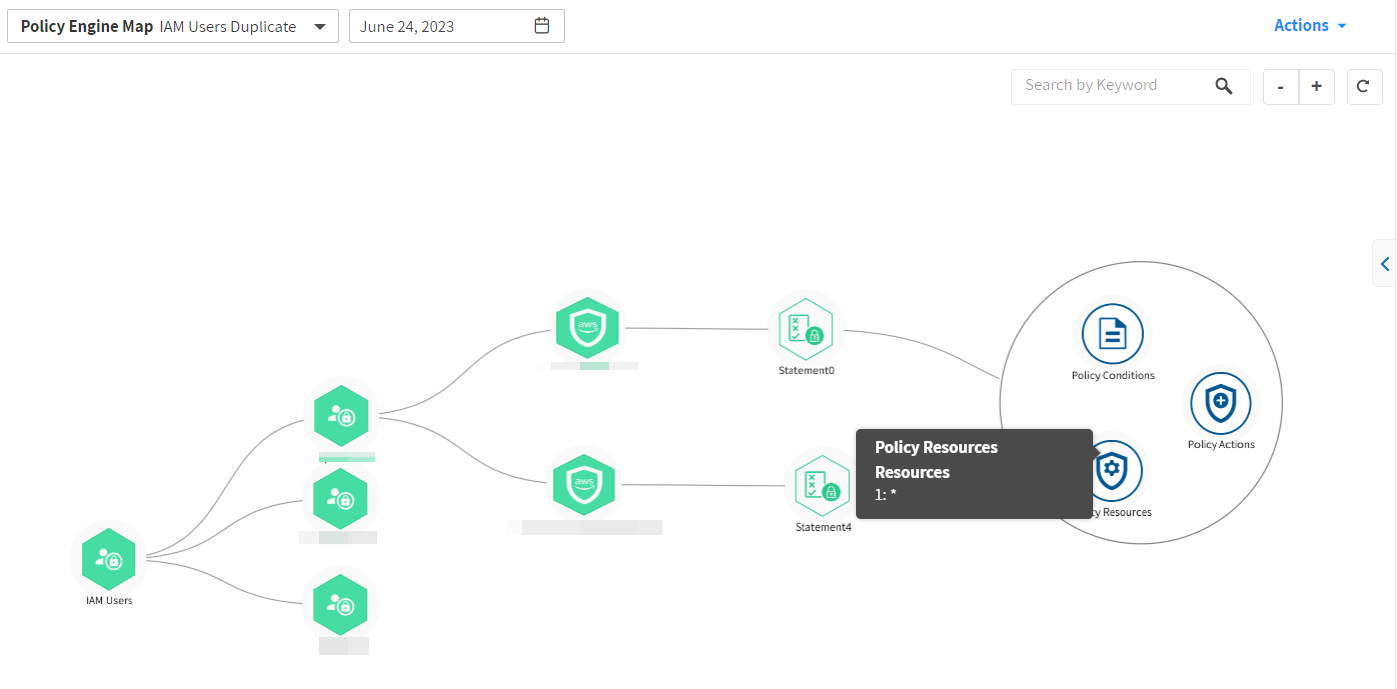 Policy Engine Map IAM Users Duplicate
June 24, 2023
Actions
Search by Keyword
-
+
aws
Statement0
Policy Conditions
Policy Actions
Policy Resources
Resources
1: *
cy Resources
aws
Statement4
IAM Users